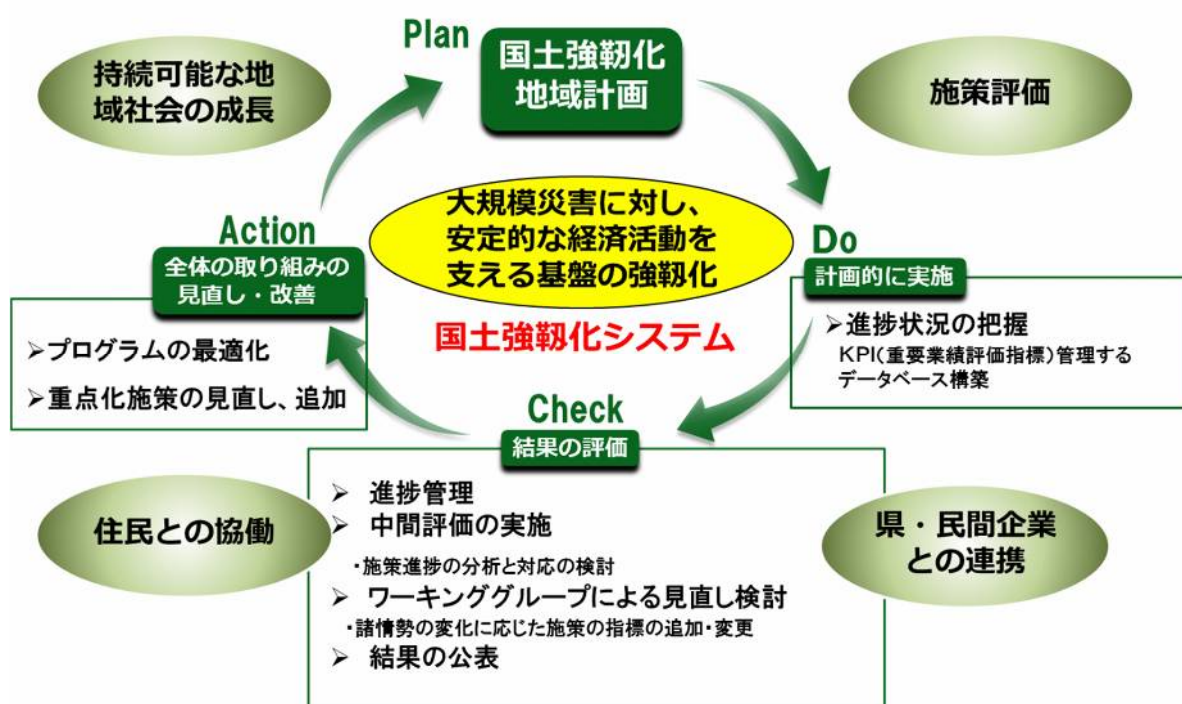 Plan
国土強靱化
地域計画
持続可能な地
域社会の成長
施策評価
大規模災害に対し、
安定的な経済活動を
支える基盤の強靱化
国土強靱化システム
Do
計画的に実施
➢進捗状況の把握
KPI(重要業績評価指標)管理する
データベース構築
Check
結果の評価
➢ 進捗管理
➢ 中間評価の実施
・施策進捗の分析と対応の検討
➢ ワーキンググループによる見直し検討
・諸情勢の変化に応じた施策の指標の追加・変更
➢ 結果の公表
Action
全体の取り組みの
見直し・改善
➢プログラムの最適化
➢重点化施策の見直し、追加
住民との協働
県・民間企業
との連携